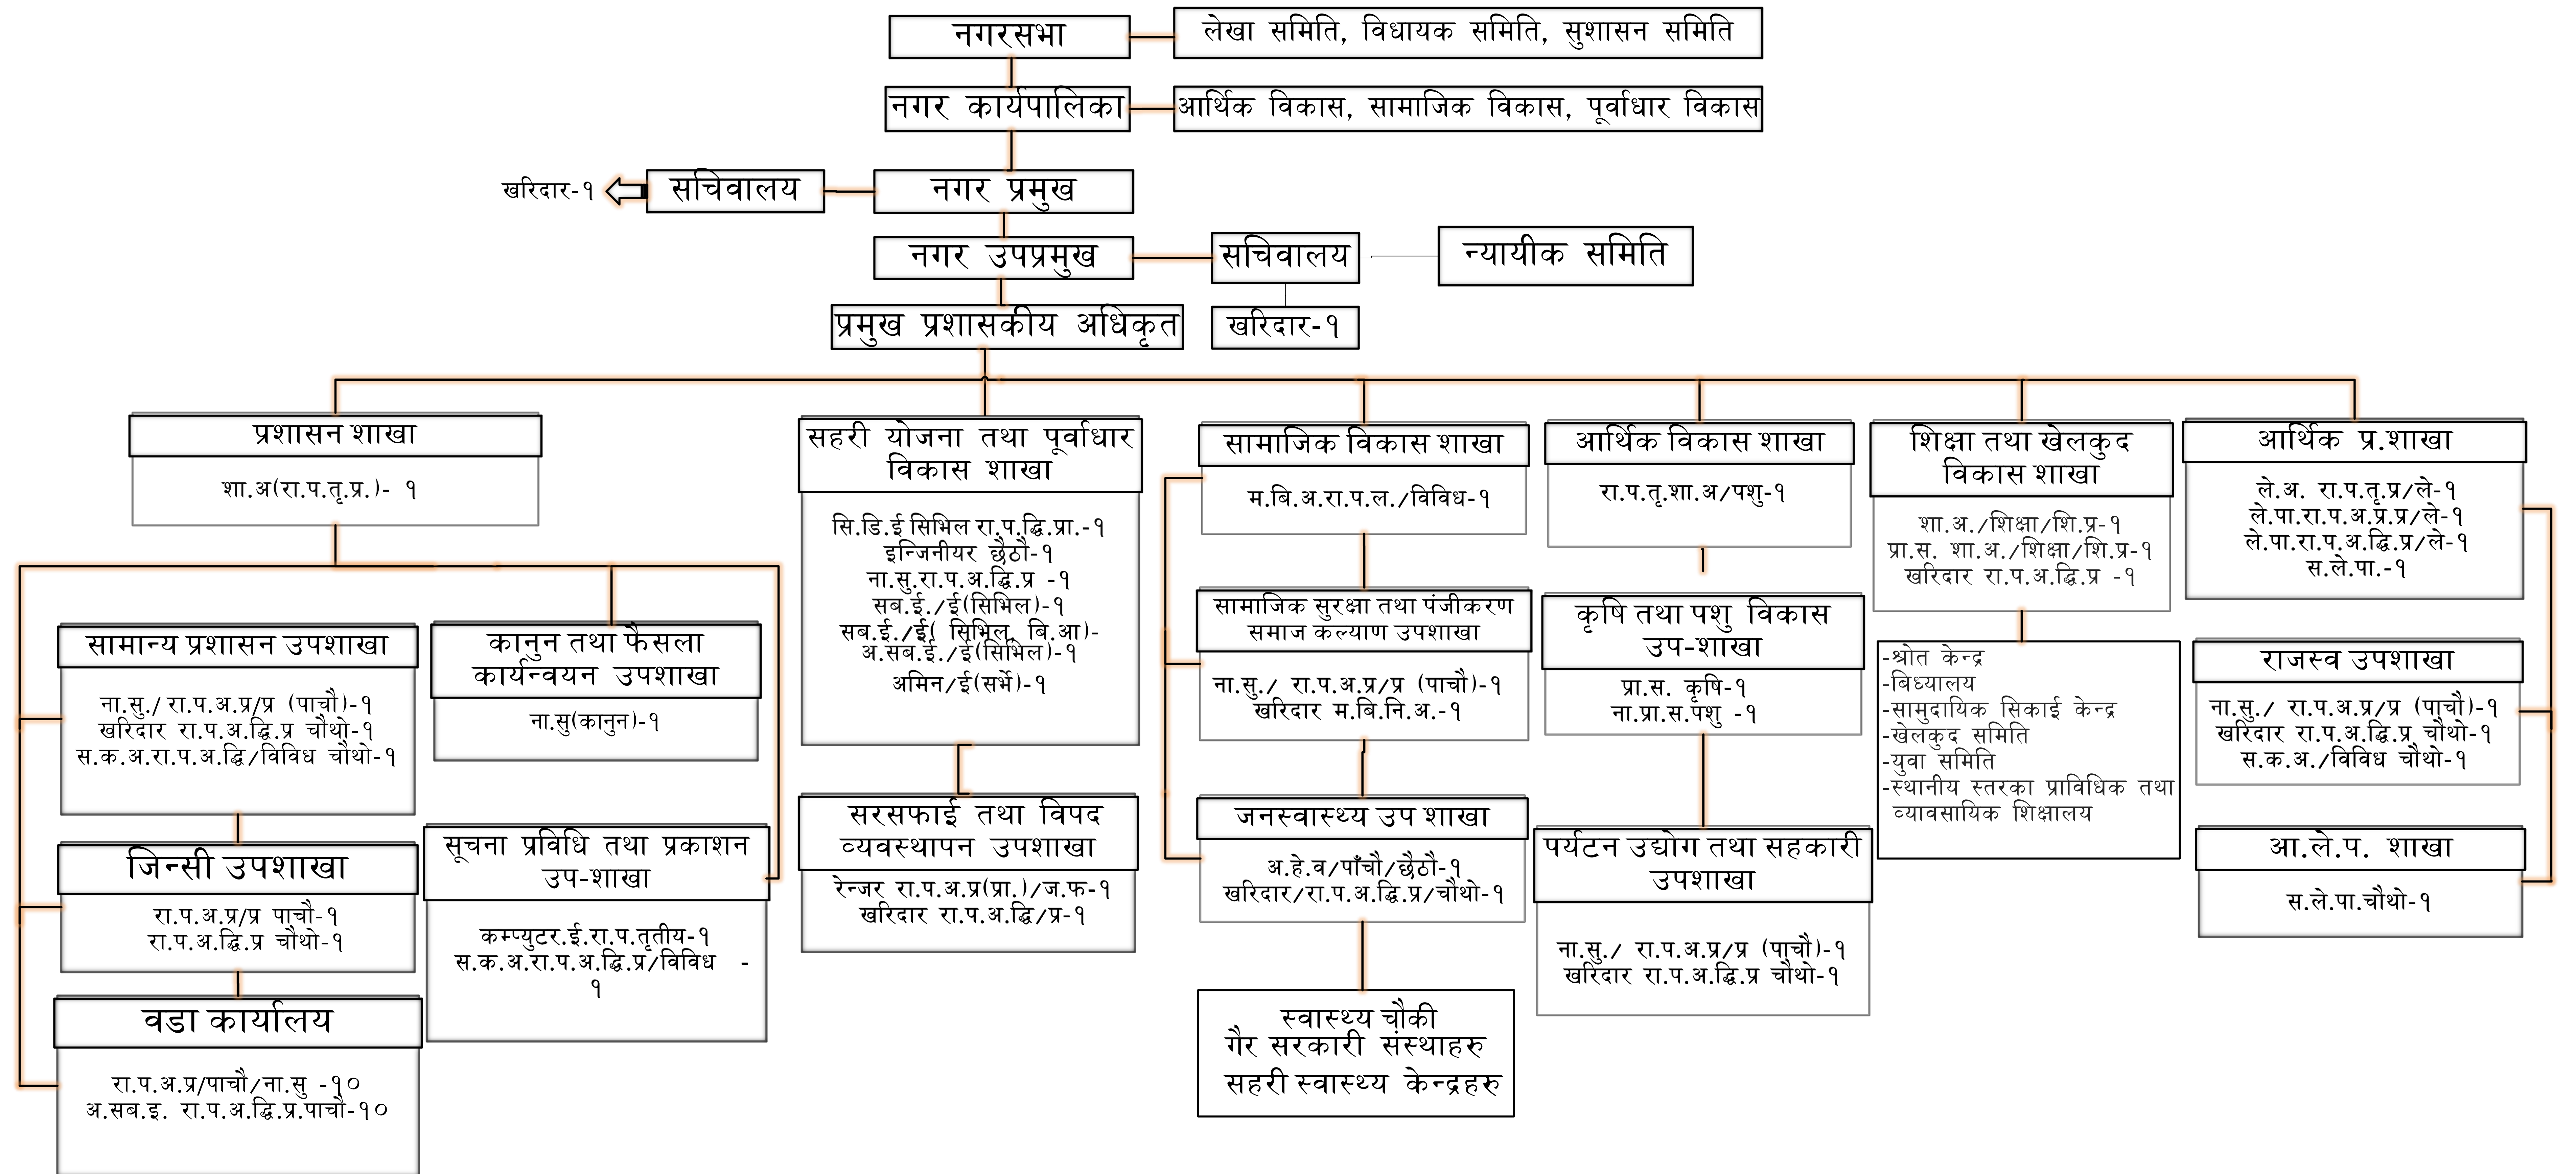 नगरसभा
लेखा समिति, विधायक समिति, सुशासन समिति
नगर कार्यपालिका
आर्थिक विकास, सामाजिक विकास, पूर्वाधार विकास
खरिदार-१
सचिवालय
नगर प्रमुख
नगर उपप्रमुख
सचिवालय
न्यायीक समिति
प्रमुख प्रशासकीय अधिकृत
खरिदार-१
प्रशासन शाखा
शा.अ(रा.प.तृ.प्र.)- १
सामान्य प्रशासन उपशाखा
ना.सु./ रा.प.अ.प्र/प्र (पाचौ)-१
खरिदार रा.प.अ.द्धि.प्र चौथो-१
स.क.अ.रा.प.अ.द्धि/विविध चौथो-१
जिन्सी उपशाखा
रा.प.अ.प्र/प्र पाचौ-१
रा.प.अ.द्धि.प्र चौथो-१
वडा कार्यालय
रा.प.अ.प्र/पाचौ/ना.सु -१०
अ.सब.इ. रा.प.अ.द्धि.प्र.पाचौ-१०
कानुन तथा फैसला
कार्यन्वयन उपशाखा
ना.सु(कानुन)-१
सूचना प्रविधि तथा प्रकाशन
उप-शाखा
कम्प्युटर.ई.रा.प.तृतीय-१
स.क.अ.रा.प.अ.द्धि.प्र/विविध -
१
सहरी योजना तथा पूर्वाधार
विकास शाखा
सि.डि.ई सिभिल रा.प.द्धि.प्रा.-१
इन्जिनीयर छैठौ-१
ना.सु.रा.प.अ.द्धि.प्र -१
सब.ई./ई(सिभिल)-१
सब.ई./ई( सिभिल, बि.आ)-
अ.सब.ई./ई(सिभिल)-१
अमिन/ई(सर्भे)-१
सरसफाई तथा विपद
व्यवस्थापन उपशाखा
रेन्जर रा.प.अ.प्र(प्रा.)/ज.फ-१
खरिदार रा.प.अ.द्धि/प्र-१
सामाजिक विकास शाखा
म.बि.अ.रा.प.ल./विविध-१
सामाजिक सुरक्षा तथा पंजीकरण
समाज कल्याण उपशाखा
ना.सु./ रा.प.अ.प्र/प्र (पाचौ)-१
खरिदार म.बि.नि.अ.-१
जनस्वास्थ्य उप शाखा
अ.हे.व/पाँचौ/छैठौ-१
खरिदार/रा.प.अ.द्धि.प्र/चौथो-१
स्वास्थ्य चौकी
गैर सरकारी संस्थाहरु
सहरी स्वास्थ्य केन्द्रहरु
आर्थिक विकास शाखा
रा.प.तृ.शा.अ/पशु-१
कृषि तथा पशु विकास
उप-शाखा
प्रा.स. कृषि-१
ना.प्रा.स.पशु -१
पर्यटन उद्योग तथा सहकारी
उपशाखा
ना.सु./ रा.प.अ.प्र/प्र (पाचौ)-१
खरिदार रा.प.अ.द्धि.प्र चौथो-१
शिक्षा तथा खेलकुद
विकास शाखा
शा.अ./शिक्षा/शि.प्र-१
प्रा.स. शा.अ./शिक्षा/शि.प्र-१
खरिदार रा.प.अ.द्धि.प्र -१
-श्रोत केन्द्र
-बिध्यालय
-सामुदायिक सिकाई केन्द्र
-खेलकुद समिति
-युवा समिति
-स्थानीय स्तरका प्राविधिक तथा
व्यावसायिक शिक्षालय
आर्थिक प्र.शाखा
ले.अ. रा.प.तृ.प्र/ले-१
ले.पा.रा.प.अ.प्र.प्र/ले-१
ले.पा.रा.प.अ.द्धि.प्र/ले-१
स.ले.पा.-१
राजस्व उपशाखा
ना.सु./ रा.प.अ.प्र/प्र (पाचौ)-१
खरिदार रा.प.अ.द्धि.प्र चौथो-१
स.क.अ./विविध चौथो-१
आ.ले.प. शाखा
स.ले.पा.चौथो-१